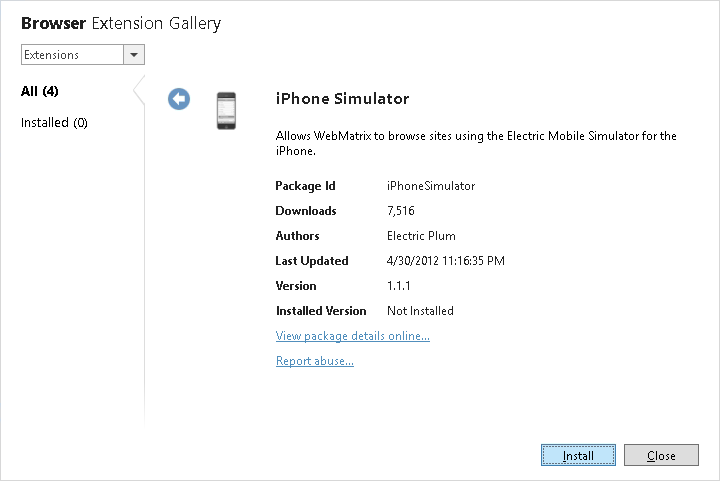 Browser Extension Gallery
Extensions
All (4)
Installed (0)
iPhone Simulator
Allows WebMatrix to browse sites using the Electric Mobile Simulator for the
iPhone.
Package Id iPhoneSimulator
Downloads 7,516
Authors Electric Plum
Last Updated 4/30/2012 11:16:35 PM
Version 1.1.1
Installed Version Not Installed
View package details online...
Report abuse...
Install Close